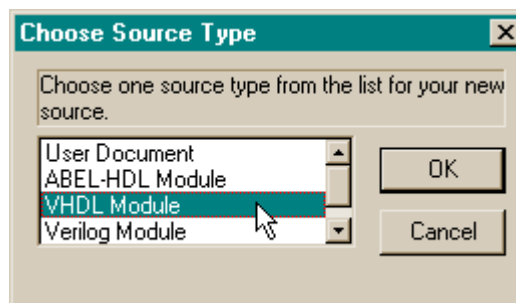 Choose Source Type
Choose one source type from the list for your new
source.
User Document
ABEL-HDL Module
VHDL Module
Verilog Module
OK
Cancel